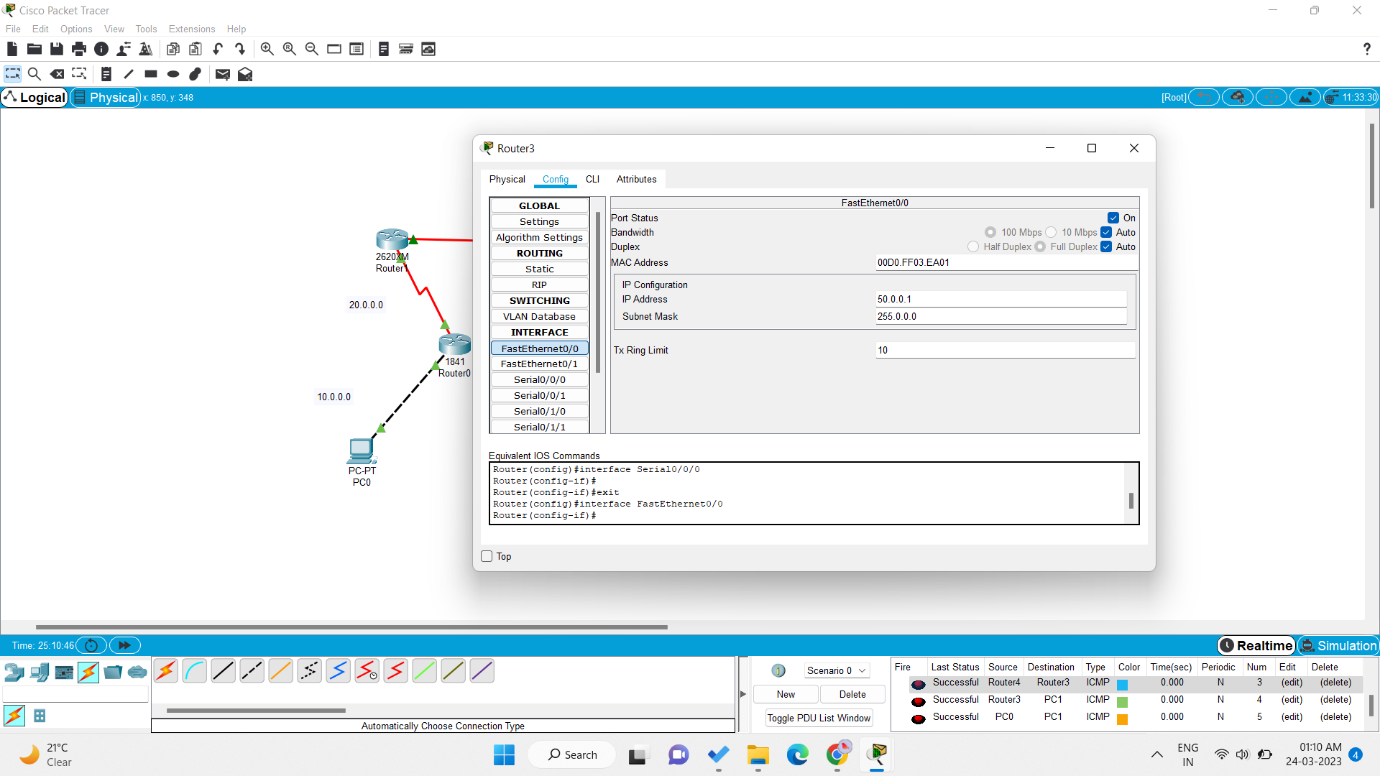 Cisco Packet Tracer
File Edit Options View Tools Extensions Help
?
Logical Physical x: 850, y: 348 [Root] 11:33:30
Router3
Physical Config CLI Attributes
GLOBAL
Settings
Algorithm Settings
ROUTING
Static
RIP
SWITCHING
VLAN Database
INTERFACE
FastEthernet0/0
FastEthernet0/1
Serial0/0/0
Serial0/0/1
Serial0/1/0
Serial0/1/1
FastEthernet0/0
Port Status On
Bandwidth 100 Mbps 10 Mbps Auto
Duplex Half Duplex Full Duplex Auto
MAC Address 00D0.FF03.EA01
IP Configuration
IP Address 50.0.0.1
Subnet Mask 255.0.0.0
Tx Ring Limit 10
Equivalent IOS Commands
Router(config)#interface Serial0/0/0
Router(config-if)#
Router(config-if)#exit
Router(config)#interface FastEthernet0/0
Router(config-if)#
Top
2620XM
Router1
20.0.0.0
1841
Router0
10.0.0.0
PC-PT
PC0
Time: 25:10:46 Realtime Simulation
Automatically Choose Connection Type
Scenario 0
New Delete
Toggle PDU List Window
Fire Last Status Source Destination Type Color Time(sec) Periodic Num Edit Delete
Successful Router4 Router3 ICMP 0.000 N 3 (edit) (delete)
Successful Router3 PC1 ICMP 0.000 N 4 (edit) (delete)
Successful PC0 PC1 ICMP 0.000 N 5 (edit) (delete)
21°C
Clear
Search
ENG
IN
01:10 AM
24-03-2023
4